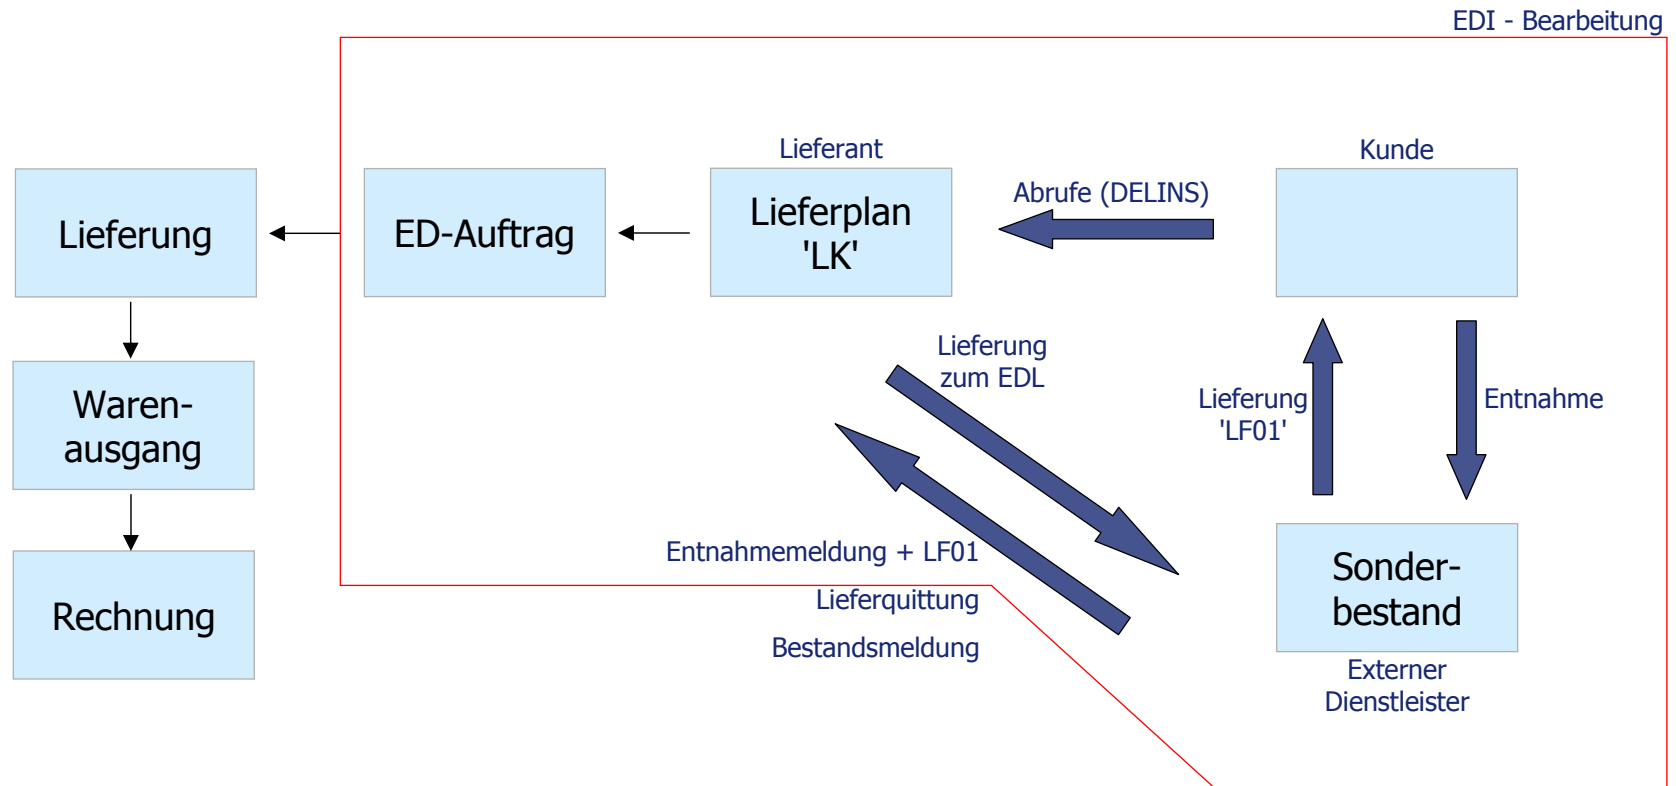 EDI - Bearbeitung
Lieferant
Kunde
Lieferung
ED-Auftrag
Lieferplan
'LK'
Abrufe (DELINS)
Lieferung
zum EDL
Lieferung
'LF01'
Entnahme
Waren-
ausgang
Entnahmemeldung + LF01
Lieferquittung
Bestandsmeldung
Sonder-
bestand
Rechnung
Externer
Dienstleister